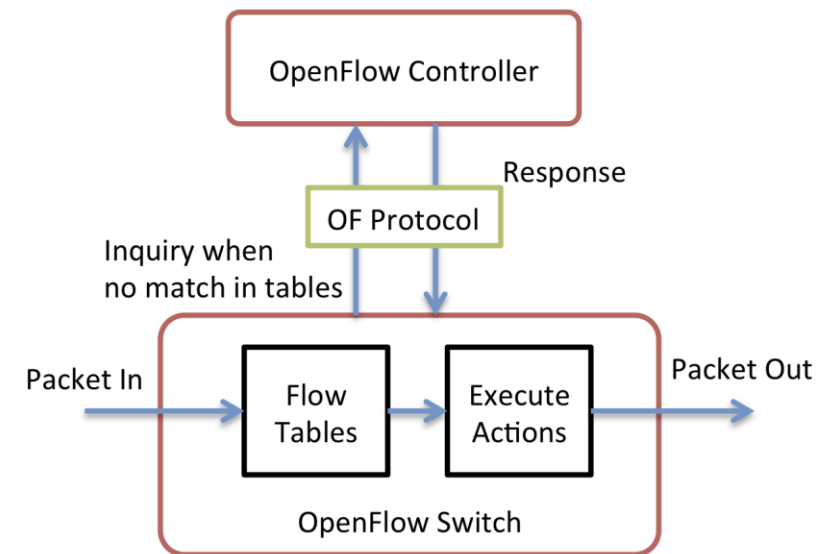 OpenFlow Controller
Response
OF Protocol
Inquiry when
no match in tables
Packet In
Flow
Tables
Execute
Actions
Packet Out
OpenFlow Switch